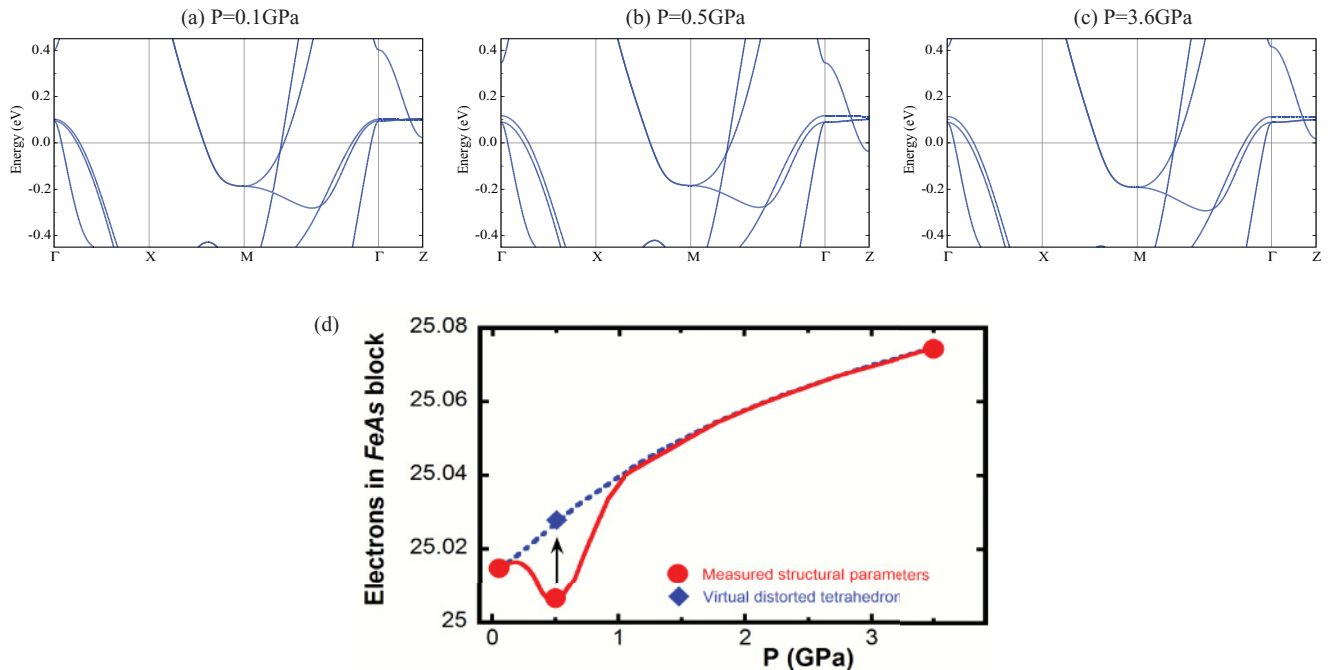 (a) P=0.1GPa
(b) P=0.5GPa
(c) P=3.6GPa
Energy (eV)
0.4
0.2
0.0
-0.2
-0.4
Γ X M Γ Z
Energy (eV)
0.4
0.2
0.0
-0.2
-0.4
Γ X M Γ Z
Energy (eV)
0.4
0.2
0.0
-0.2
-0.4
Γ X M Γ Z
(d)
Electrons in FeAs block
25.08
25.06
25.04
25.02
25
Measured structural parameters
Virtual distorted tetrahedron
0 1 2 3
P (GPa)